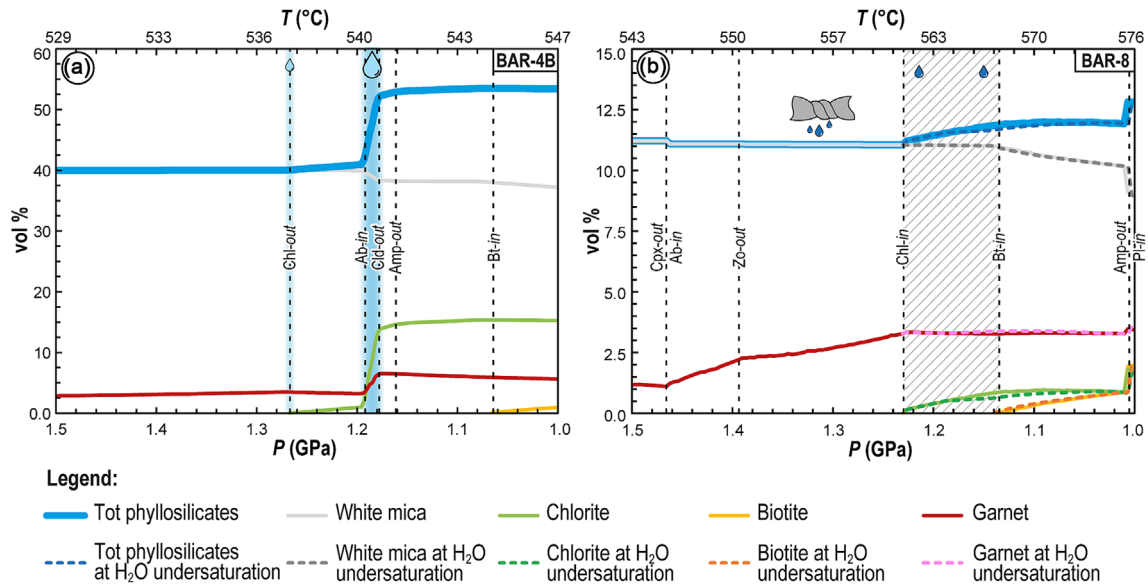 T (°C)
529 533 536 540 543 547
(a)
BAR-4B
60
50
40
30
20
15
10
5
0.0
vol %
Chl-out
Ab-in
Cld-out
Amp-out
Bt-in
1.5 1.4 1.3 1.2 1.1 1.0
P (GPa)
T (°C)
543 550 557 563 570 576
(b)
BAR-8
15.0
12.5
10.0
7.5
5.0
2.5
0.0
vol %
Cpx-out
Ab-in
Zo-out
Chl-in
Bt-in
Amp-out
Pl-in
1.5 1.4 1.3 1.2 1.1 1.0
P (GPa)
Legend:
Tot phyllosilicates White mica Chlorite Biotite Garnet
Tot phyllosilicates White mica at H2O Chlorite at H2O Biotite at H2O Garnet at H2O
at H2O undersaturation undersaturation undersaturation undersaturation undersaturation